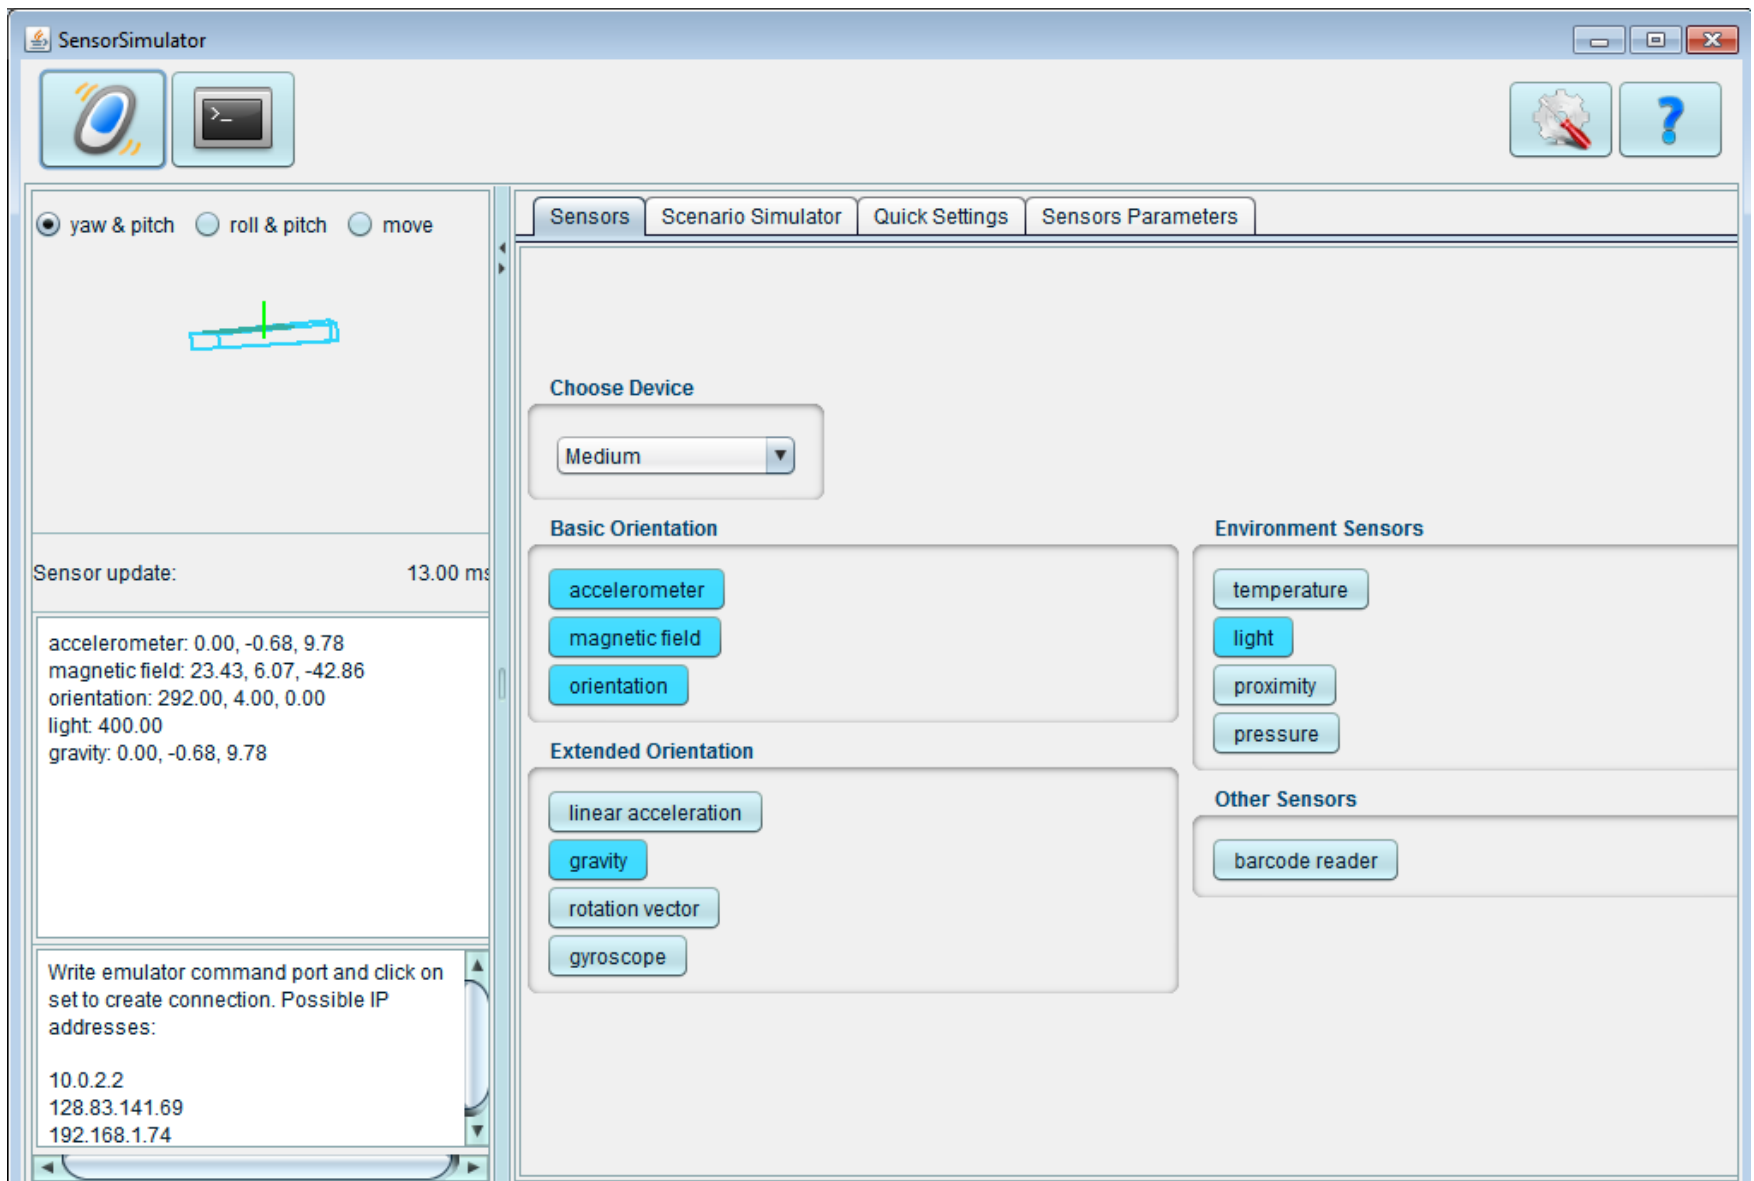 SensorSimulator
>_
?
yaw & pitch roll & pitch move
Sensor update: 13.00 ms
accelerometer: 0.00, -0.68, 9.78
magnetic field: 23.43, 6.07, -42.86
orientation: 292.00, 4.00, 0.00
light: 400.00
gravity: 0.00, -0.68, 9.78
Write emulator command port and click on
set to create connection. Possible IP
addresses:
10.0.2.2
128.83.141.69
192.168.1.74
Sensors Scenario Simulator Quick Settings Sensors Parameters
Choose Device
Medium
Basic Orientation
accelerometer
magnetic field
orientation
Extended Orientation
linear acceleration
gravity
rotation vector
gyroscope
Environment Sensors
temperature
light
proximity
pressure
Other Sensors
barcode reader